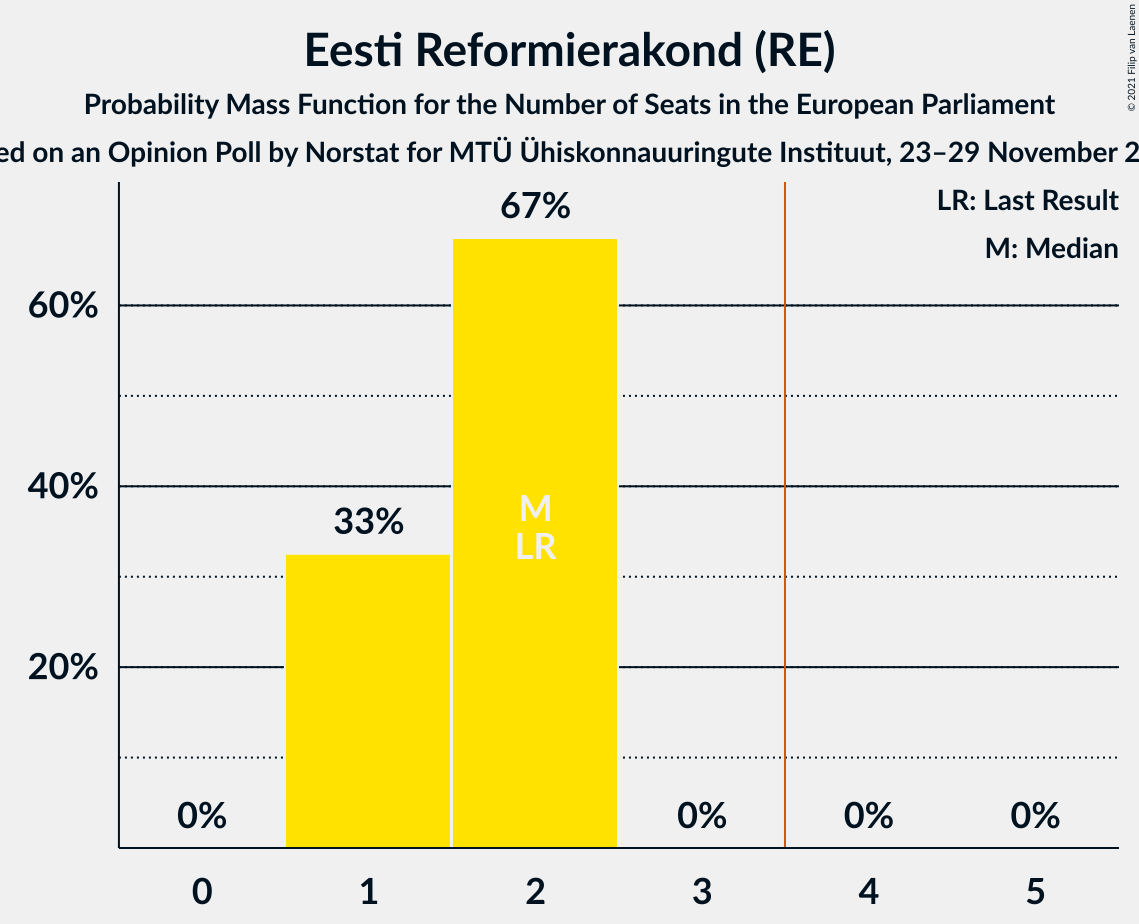 Eesti Reformierakond (RE)
Probability Mass Function for the Number of Seats in the European Parliament
ed on an Opinion Poll by Norstat for MTÜ Ühiskonnauuringute Instituut, 23–29 November 2
© 2021 Filip van Laenen
LR: Last Result
M: Median
67%
60%
M
LR
40%
33%
20%
0%
0%
0%
0%
0
1
2
3
4
5